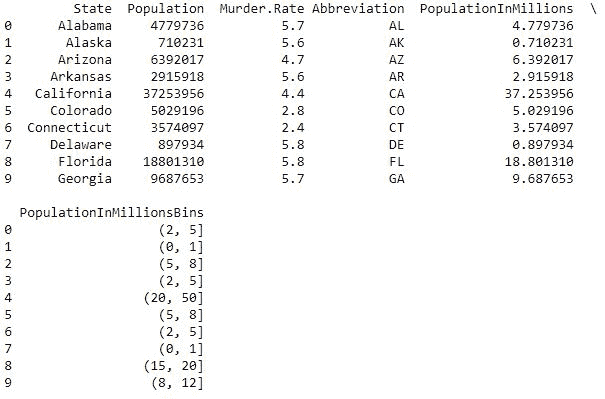 State Population Murder.Rate Abbreviation PopulationInMillions \
0 Alabama 4779736 5.7 AL 4.779736
1 Alaska 710231 5.6 AK 0.710231
2 Arizona 6392017 4.7 AZ 6.392017
3 Arkansas 2915918 5.6 AR 2.915918
4 California 37253956 4.4 CA 37.253956
5 Colorado 5029196 2.8 CO 5.029196
6 Connecticut 3574097 2.4 CT 3.574097
7 Delaware 897934 5.8 DE 0.897934
8 Florida 18801310 5.8 FL 18.801310
9 Georgia 9687653 5.7 GA 9.687653
PopulationInMillionsBins
0 (2, 5]
1 (0, 1]
2 (5, 8]
3 (2, 5]
4 (20, 50]
5 (5, 8]
6 (2, 5]
7 (0, 1]
8 (15, 20]
9 (8, 12]